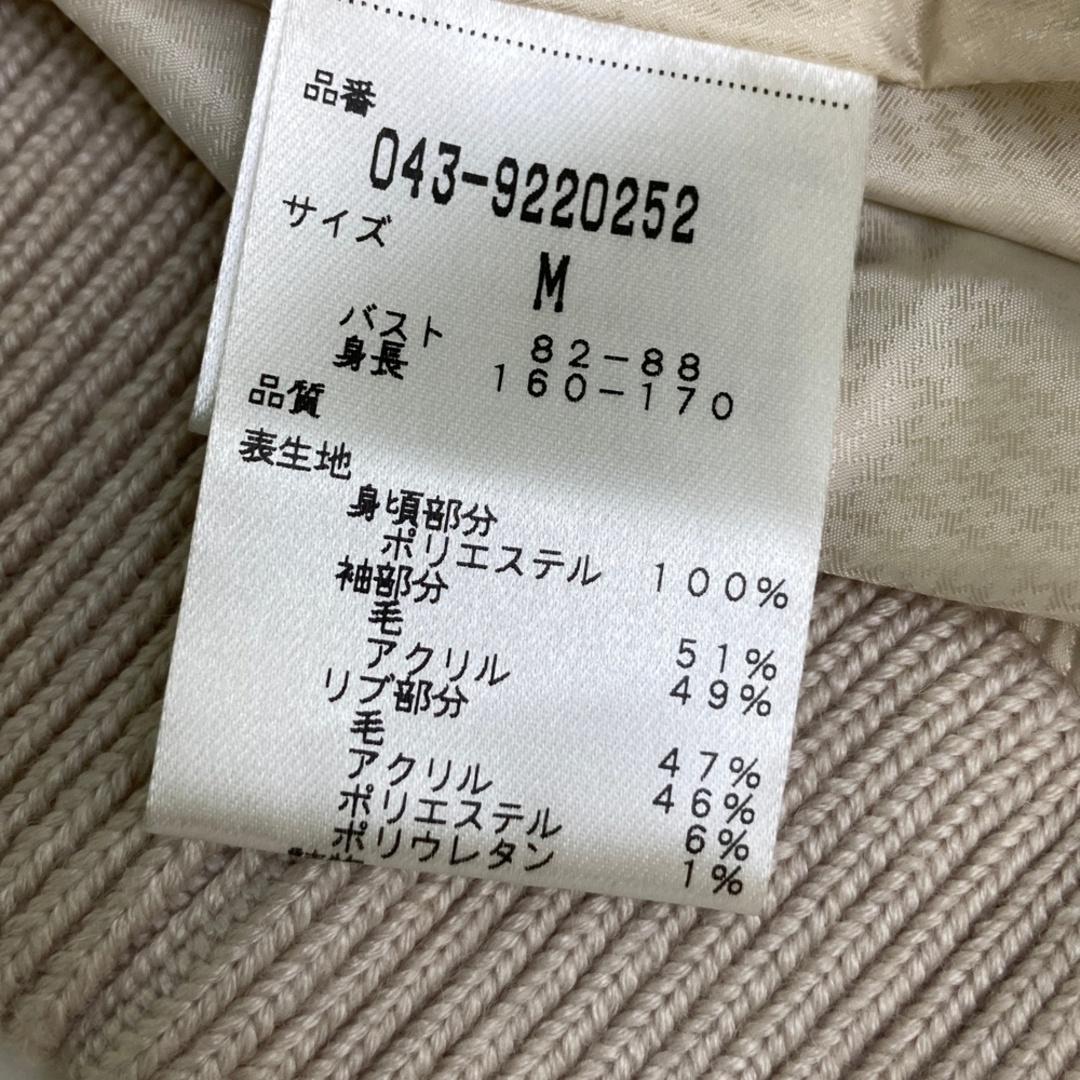 品番
043-9220252
サイズ
M
バスト 82-88
身長 160-170
品質
表生地
身頃部分
ポリエステル 100%
袖部分
毛 51%
アクリル 49%
リブ部分
毛 47%
アクリル 46%
ポリエステル 6%
ポリウレタン 1%